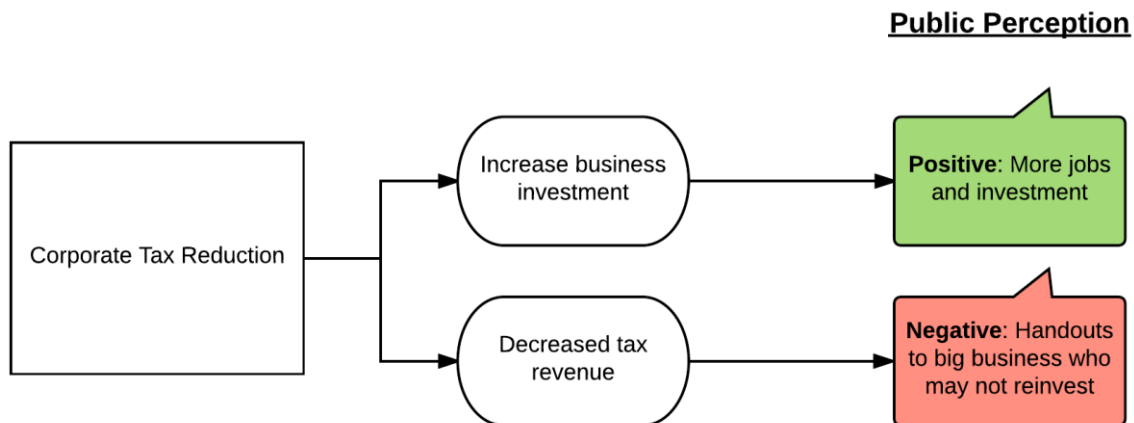 Public Perception
Increase business
investment
Positive: More jobs
and investment
Corporate Tax Reduction
Decreased tax
revenue
Negative: Handouts
to big business who
may not reinvest